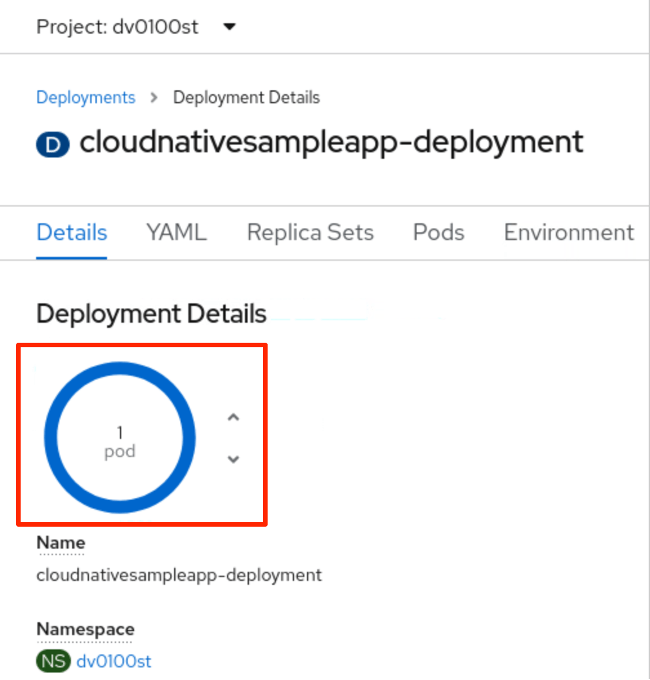 Project: dv0100st
Deployments > Deployment Details
D cloudnativesampleapp-deployment
Details YAML Replica Sets Pods Environment
Deployment Details
1
pod
Name
cloudnativesampleapp-deployment
Namespace
NS dv0100st